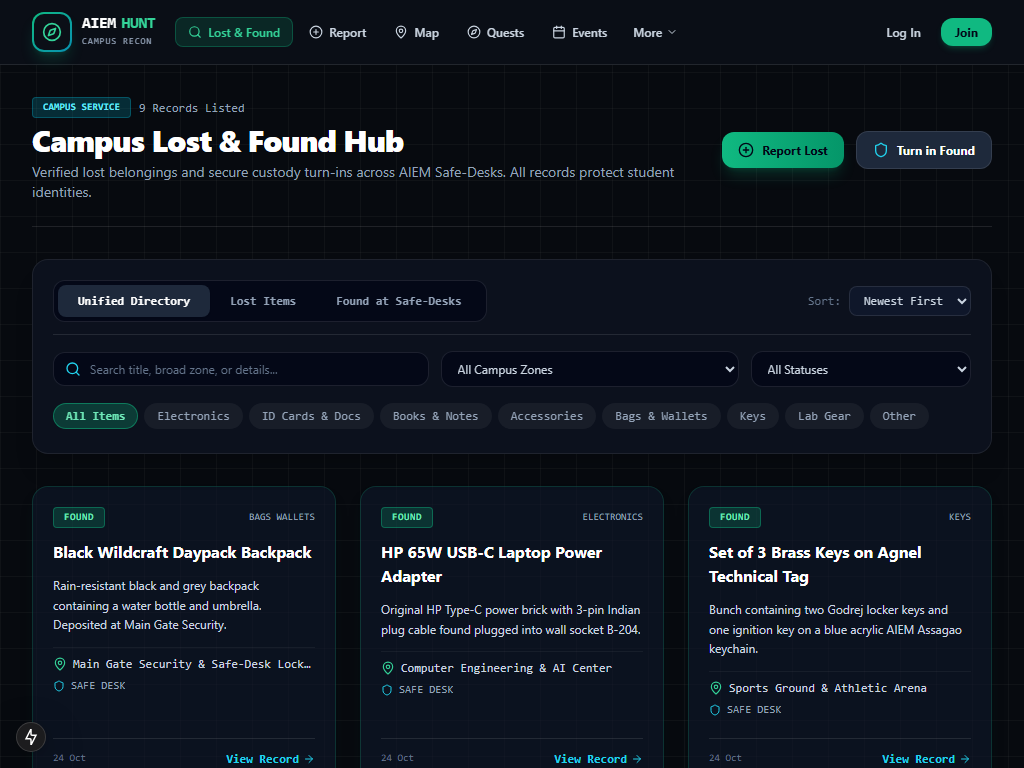 AIEM HUNT
CAMPUS RECON
Lost & Found
Report
Map
Quests
Events
More
Log In
Join
CAMPUS SERVICE
9 Records Listed
Campus Lost & Found Hub
Verified lost belongings and secure custody turn-ins across AIEM Safe-Desks. All records protect student
identities.
Report Lost
Turn in Found
Unified Directory
Lost Items
Found at Safe-Desks
Sort:
Newest First
Search title, broad zone, or details...
All Campus Zones
All Statuses
All Items
Electronics
ID Cards & Docs
Books & Notes
Accessories
Bags & Wallets
Keys
Lab Gear
Other
FOUND
BAGS WALLETS
Black Wildcraft Daypack Backpack
Rain-resistant black and grey backpack
containing a water bottle and umbrella.
Deposited at Main Gate Security.
Main Gate Security & Safe-Desk Lock…
SAFE DESK
24 Oct
View Record →
FOUND
ELECTRONICS
HP 65W USB-C Laptop Power
Adapter
Original HP Type-C power brick with 3-pin Indian
plug cable found plugged into wall socket B-204.
Computer Engineering & AI Center
SAFE DESK
24 Oct
View Record →
FOUND
KEYS
Set of 3 Brass Keys on Agnel
Technical Tag
Bunch containing two Godrej locker keys and
one ignition key on a blue acrylic AIEM Assagao
keychain.
Sports Ground & Athletic Arena
SAFE DESK
24 Oct
View Record →